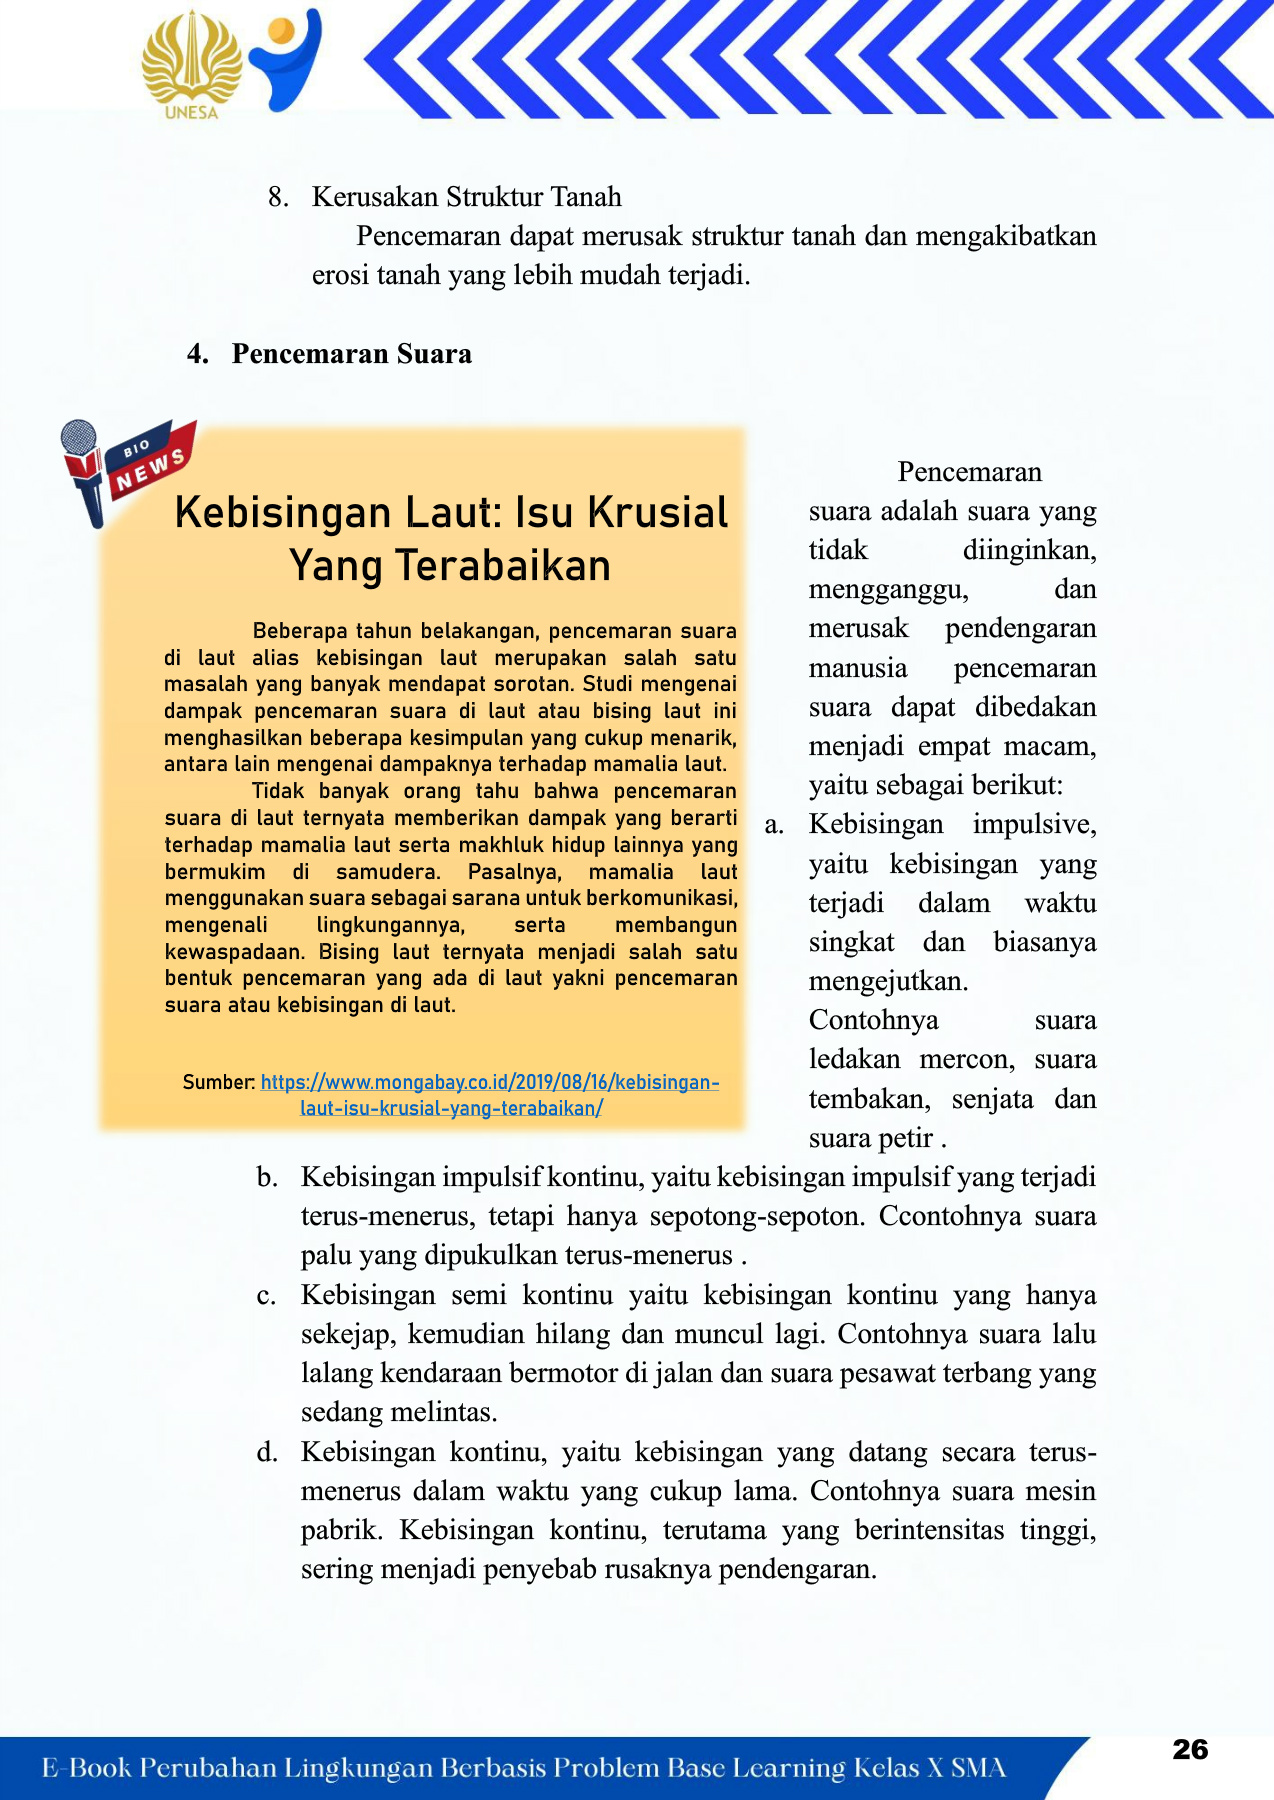 UNESA
8. Kerusakan Struktur Tanah
Pencemaran dapat merusak struktur tanah dan mengakibatkan
erosi tanah yang lebih mudah terjadi.
4. Pencemaran Suara
BIO
NEWS
Kebisingan Laut: Isu Krusial
Yang Terabaikan
Beberapa tahun belakangan, pencemaran suara
di laut alias kebisingan laut merupakan salah satu
masalah yang banyak mendapat sorotan. Studi mengenai
dampak pencemaran suara di laut atau bising laut ini
menghasilkan beberapa kesimpulan yang cukup menarik,
antara lain mengenai dampaknya terhadap mamalia laut.
Tidak banyak orang tahu bahwa pencemaran
suara di laut ternyata memberikan dampak yang berarti
terhadap mamalia laut serta makhluk hidup lainnya yang
bermukim di samudera. Pasalnya, mamalia laut
menggunakan suara sebagai sarana untuk berkomunikasi,
mengenali lingkungannya, serta membangun
kewaspadaan. Bising laut ternyata menjadi salah satu
bentuk pencemaran yang ada di laut yakni pencemaran
suara atau kebisingan di laut.
Sumber: https://www.mongabay.co.id/2019/08/16/kebisingan-
laut-isu-krusial-yang-terabaikan/
Pencemaran
suara adalah suara yang
tidak diinginkan,
mengganggu, dan
merusak pendengaran
manusia pencemaran
suara dapat dibedakan
menjadi empat macam,
yaitu sebagai berikut:
a. Kebisingan impulsive,
yaitu kebisingan yang
terjadi dalam waktu
singkat dan biasanya
mengejutkan.
Contohnya suara
ledakan mercon, suara
tembakan, senjata dan
suara petir .
b. Kebisingan impulsif kontinu, yaitu kebisingan impulsif yang terjadi
terus-menerus, tetapi hanya sepotong-sepoton. Ccontohnya suara
palu yang dipukulkan terus-menerus .
c. Kebisingan semi kontinu yaitu kebisingan kontinu yang hanya
sekejap, kemudian hilang dan muncul lagi. Contohnya suara lalu
lalang kendaraan bermotor di jalan dan suara pesawat terbang yang
sedang melintas.
d. Kebisingan kontinu, yaitu kebisingan yang datang secara terus-
menerus dalam waktu yang cukup lama. Contohnya suara mesin
pabrik. Kebisingan kontinu, terutama yang berintensitas tinggi,
sering menjadi penyebab rusaknya pendengaran.
E-Book Perubahan Lingkungan Berbasis Problem Base Learning Kelas X SMA
26